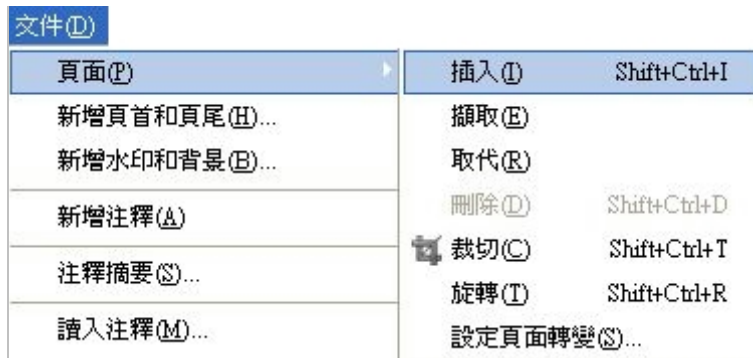 文件(D)
頁面(P)
新增頁首和頁尾(H)...
新增水印和背景(B)...
新增注釋(A)
注釋摘要(S)...
讀入注釋(M)...
插入(I) Shift+Ctrl+I
擷取(E)
取代(R)
刪除(D) Shift+Ctrl+D
裁切(C) Shift+Ctrl+T
旋轉(T) Shift+Ctrl+R
設定頁面轉變(S)...